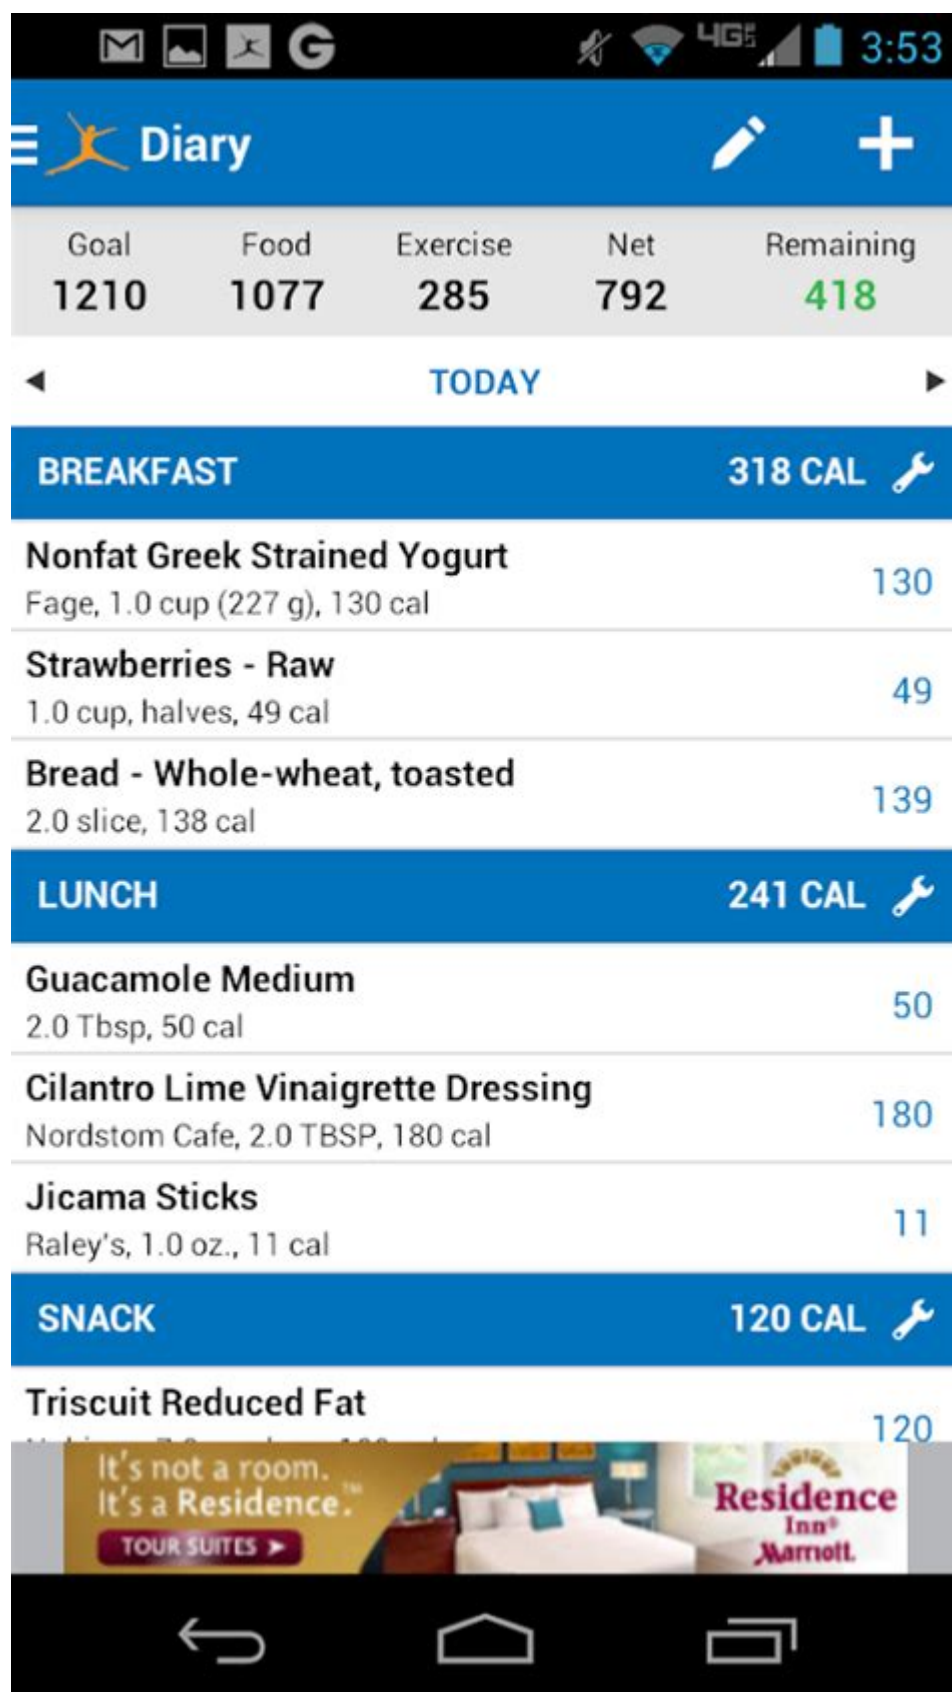 4G 3:53
Diary
Goal Food Exercise Net Remaining
1210 1077 285 792 418
TODAY
BREAKFAST 318 CAL
Nonfat Greek Strained Yogurt
Fage, 1.0 cup (227 g), 130 cal 130
Strawberries - Raw
1.0 cup, halves, 49 cal 49
Bread - Whole-wheat, toasted
2.0 slice, 138 cal 139
LUNCH 241 CAL
Guacamole Medium
2.0 Tbsp, 50 cal 50
Cilantro Lime Vinaigrette Dressing
Nordstom Cafe, 2.0 TBSP, 180 cal 180
Jicama Sticks
Raley's, 1.0 oz., 11 cal 11
SNACK 120 CAL
Triscuit Reduced Fat
120
It's not a room.
It's a Residence.™
TOUR SUITES
Residence
Inn®
Marriott.